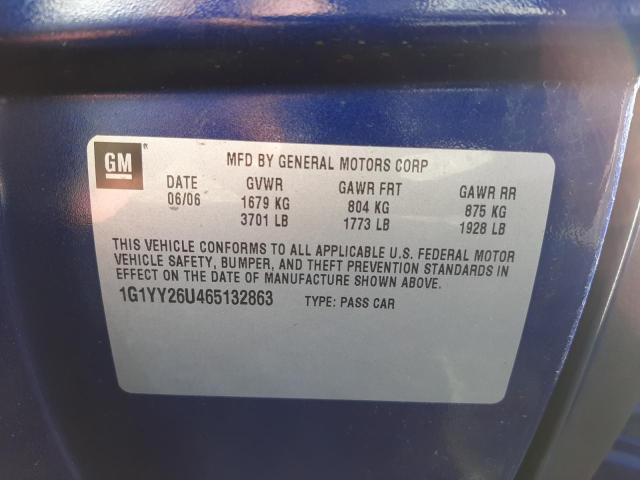 GM
MFD BY GENERAL MOTORS CORP
DATE GVWR GAWR FRT GAWR RR
06/06 1679 KG 804 KG 875 KG
3701 LB 1773 LB 1928 LB
THIS VEHICLE CONFORMS TO ALL APPLICABLE U.S. FEDERAL MOTOR
VEHICLE SAFETY, BUMPER, AND THEFT PREVENTION STANDARDS IN
EFFECT ON THE DATE OF MANUFACTURE SHOWN ABOVE.
1G1YY26U465132863 TYPE: PASS CAR